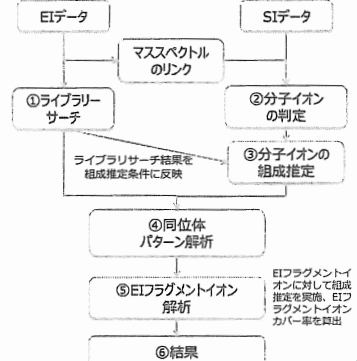 EIデータ
SIデータ
マススペクトル
のリンク
①ライブラリー
サーチ
②分子イオン
の判定
ライブラリサーチ結果を
組成推定条件に反映
③分子イオンの
組成推定
④同位体
パターン解析
⑤EIフラグメントイオン
解析
EIフラグメントイ
オンに対して組成
推定を実施、EIフ
ラグメントイオン
カバー率を算出
⑥結果